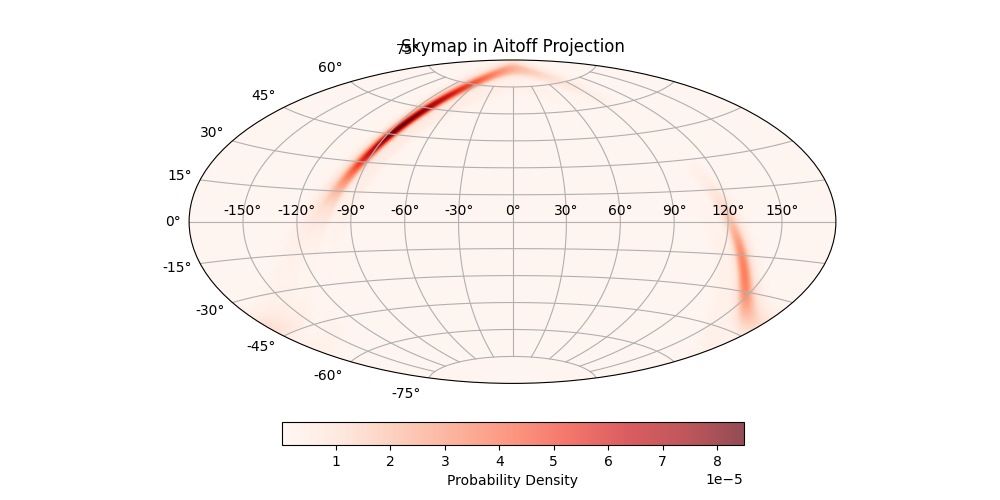 Skymap in Aitoff Projection
75°
60°
45°
30°
15°
-150° -120° -90° -60° -30° 0° 30° 60° 90° 120° 150°
0°
-15°
-30°
-45°
-60°
-75°
1 2 3 4 5 6 7 8
1e−5
Probability Density